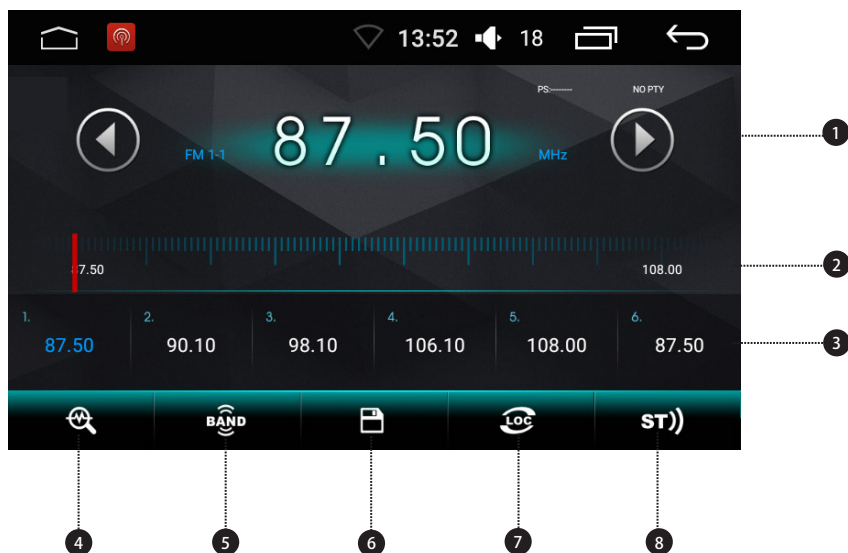 13:52 18
PS:-------- NO PTY
FM 1-1 87.50 MHz
1
87.50 108.00
2
1. 2. 3. 4. 5. 6.
87.50 90.10 98.10 106.10 108.00 87.50
3
BAND LOC ST))
4 5 6 7 8